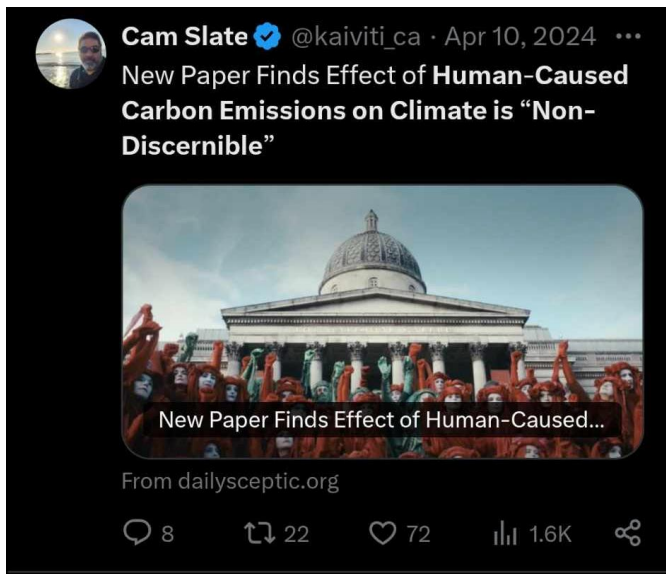 Cam Slate @kaiviti_ca · Apr 10, 2024
New Paper Finds Effect of Human-Caused
Carbon Emissions on Climate is “Non-
Discernible”
New Paper Finds Effect of Human-Caused...
From dailysceptic.org
8 22 72 1.6K